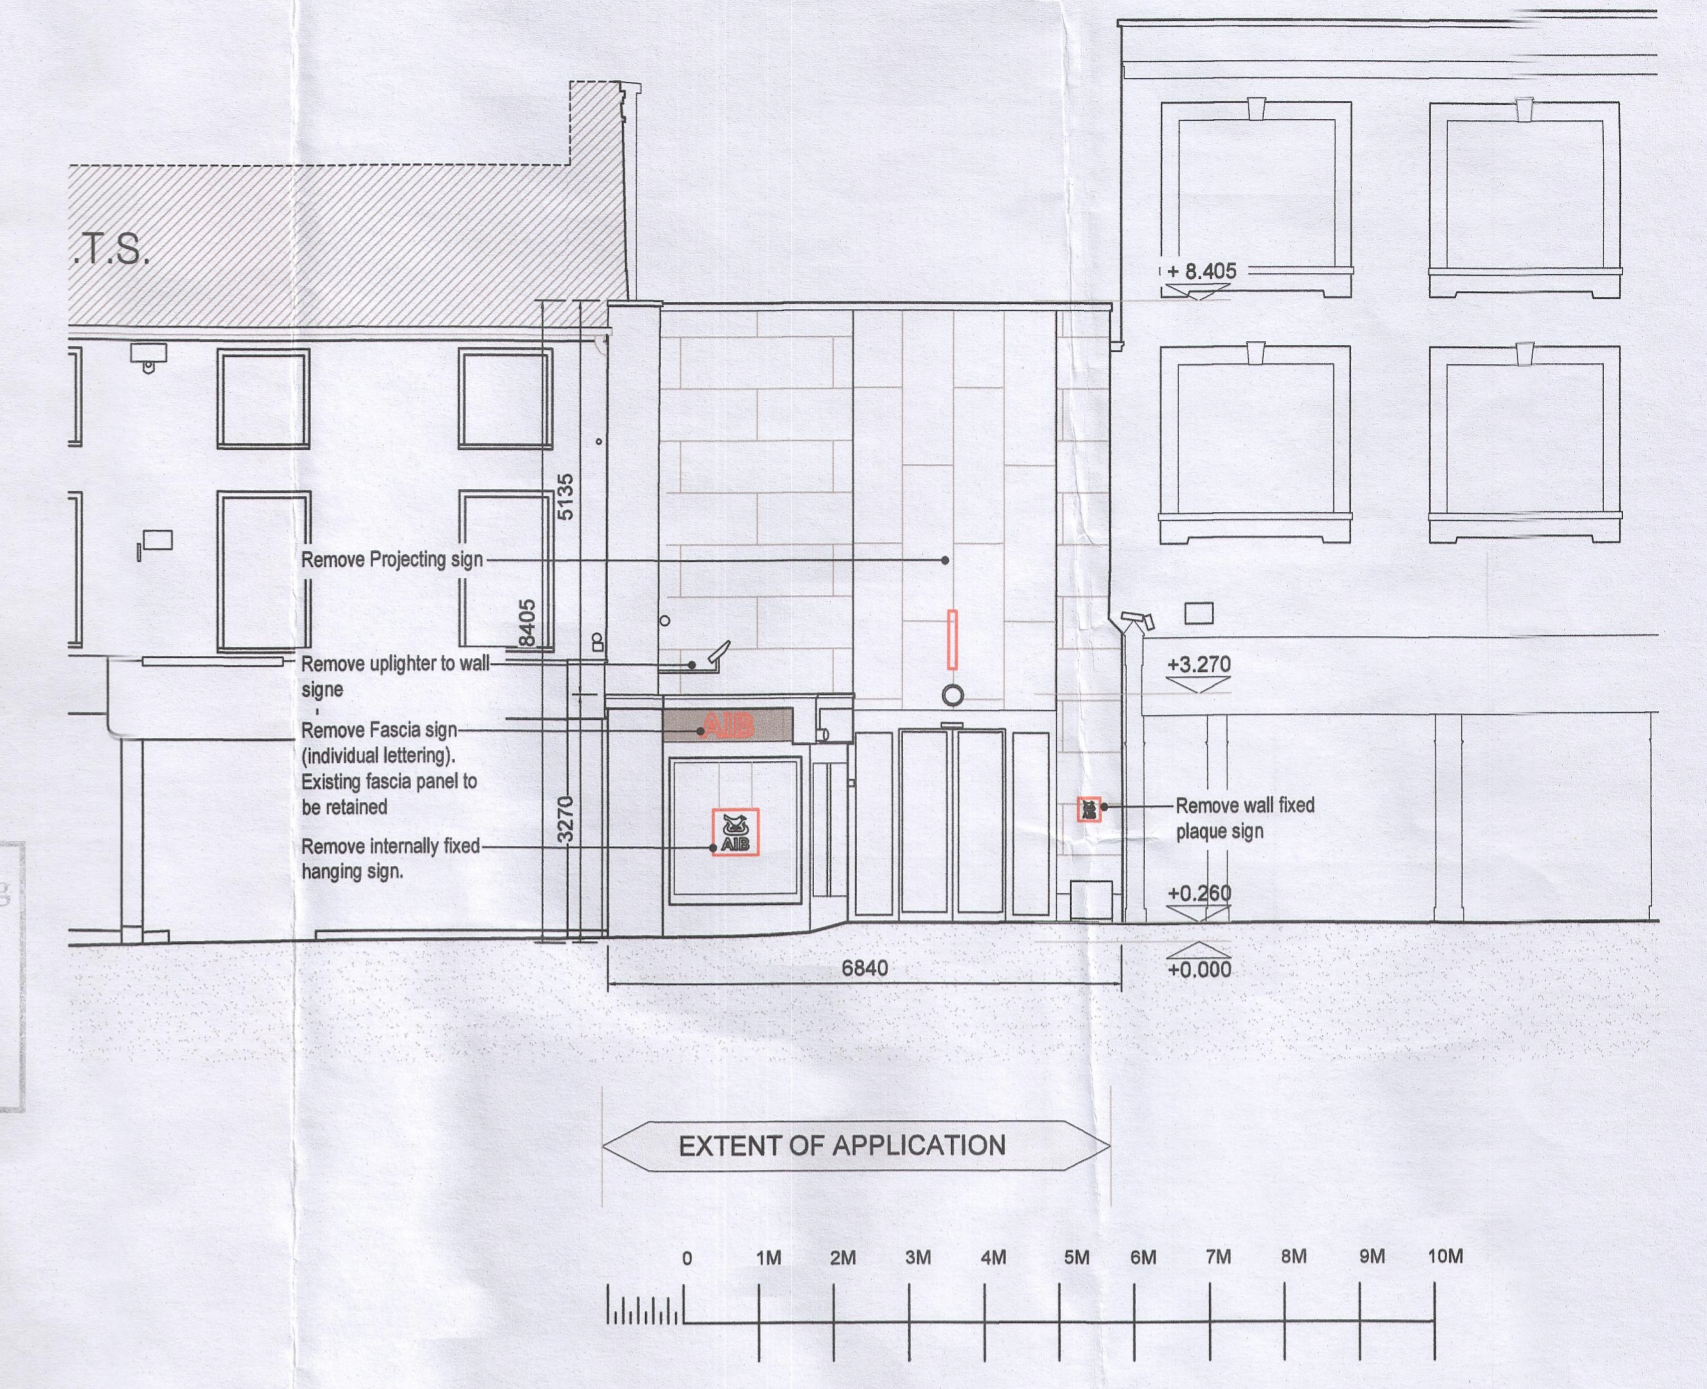 .T.S.
+ 8.405
5135
Remove Projecting sign
8405
Remove uplighter to wall
signe
+3.270
Remove Fascia sign
(individual lettering).
Existing fascia panel to
be retained
AIB
3270
Remove internally fixed
hanging sign.
AIB
AIB
Remove wall fixed
plaque sign
+0.260
+0.000
6840
EXTENT OF APPLICATION
0 1M 2M 3M 4M 5M 6M 7M 8M 9M 10M